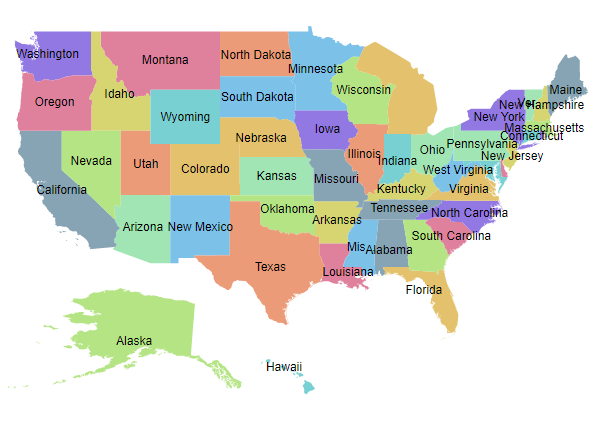 Washington
Montana
North Dakota
Minnesota
Idaho
Oregon
South Dakota
Wisconsin
Wyoming
Maine
New Hampshire
Ver
New York
Massachusetts
Connecticut
Iowa
Nebraska
Pennsylvania
Ohio
New Jersey
Illinois
Indiana
Nevada
Utah
Colorado
Kansas
Missouri
West Virginia
Virginia
Kentucky
California
Tennessee
North Carolina
Oklahoma
Arkansas
Arizona
New Mexico
South Carolina
Mis
Alabama
Texas
Louisiana
Florida
Alaska
Hawaii